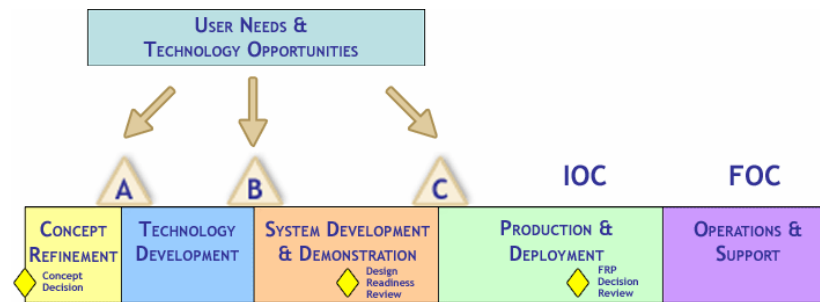 User Needs &
Technology Opportunities
A
B
C
IOC
FOC
Concept
Refinement
Technology
Development
System Development
& Demonstration
Production &
Deployment
Operations &
Support
Concept
Decision
Design
Readiness
Review
FRP
Decision
Review